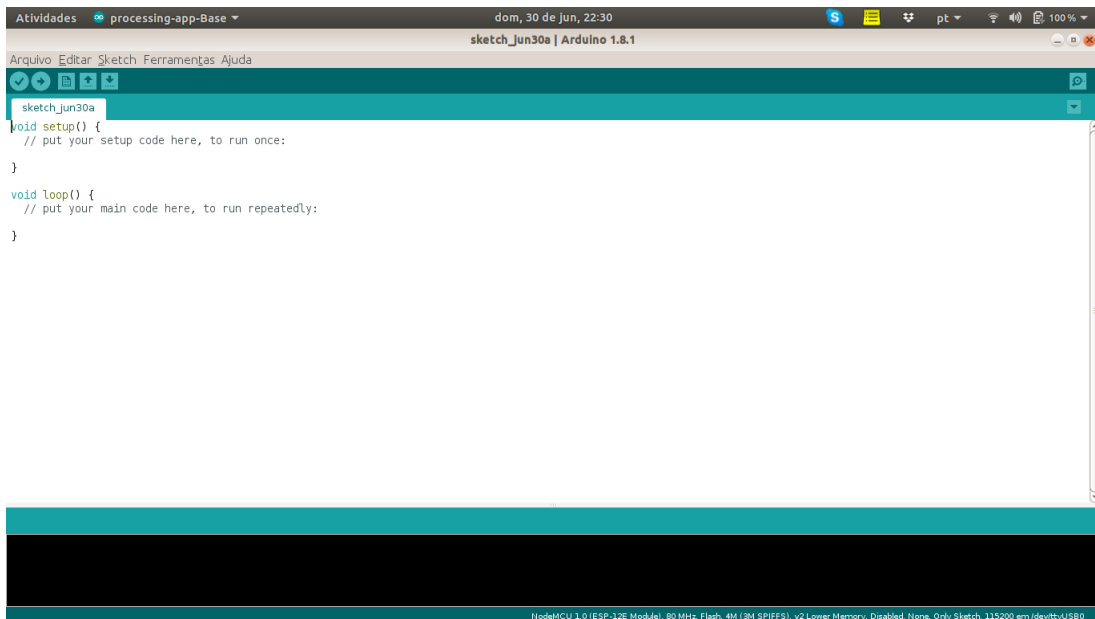 Atividades processing-app-Base dom, 30 de jun, 22:30 S pt 100 %
sketch_jun30a | Arduino 1.8.1
Arquivo Editar Sketch Ferramentas Ajuda
sketch_jun30a
void setup() {
// put your setup code here, to run once:
}
void loop() {
// put your main code here, to run repeatedly:
}
NodeMCU 1.0 (ESP-12E Module), 80 MHz, Flash, 4M (3M SPIFFS), v2 Lower Memory, Disabled, None, Only Sketch, 115200 em /dev/ttyUSB0